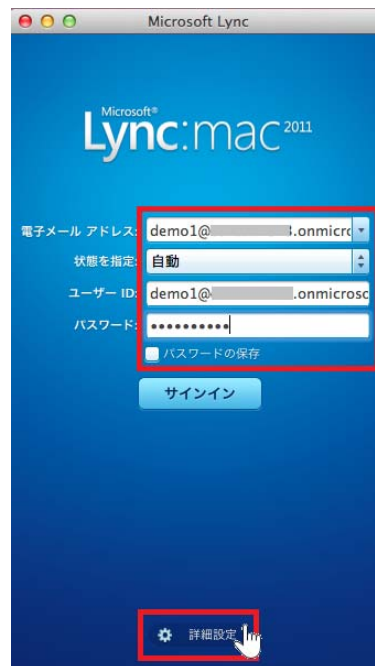 Microsoft Lync
Microsoft®
Lync:mac 2011
電子メール アドレス: demo1@ .onmicro
状態を指定: 自動
ユーザー ID: demo1@ .onmicrosc
パスワード: ••••••••••
パスワードの保存
サインイン
詳細設定